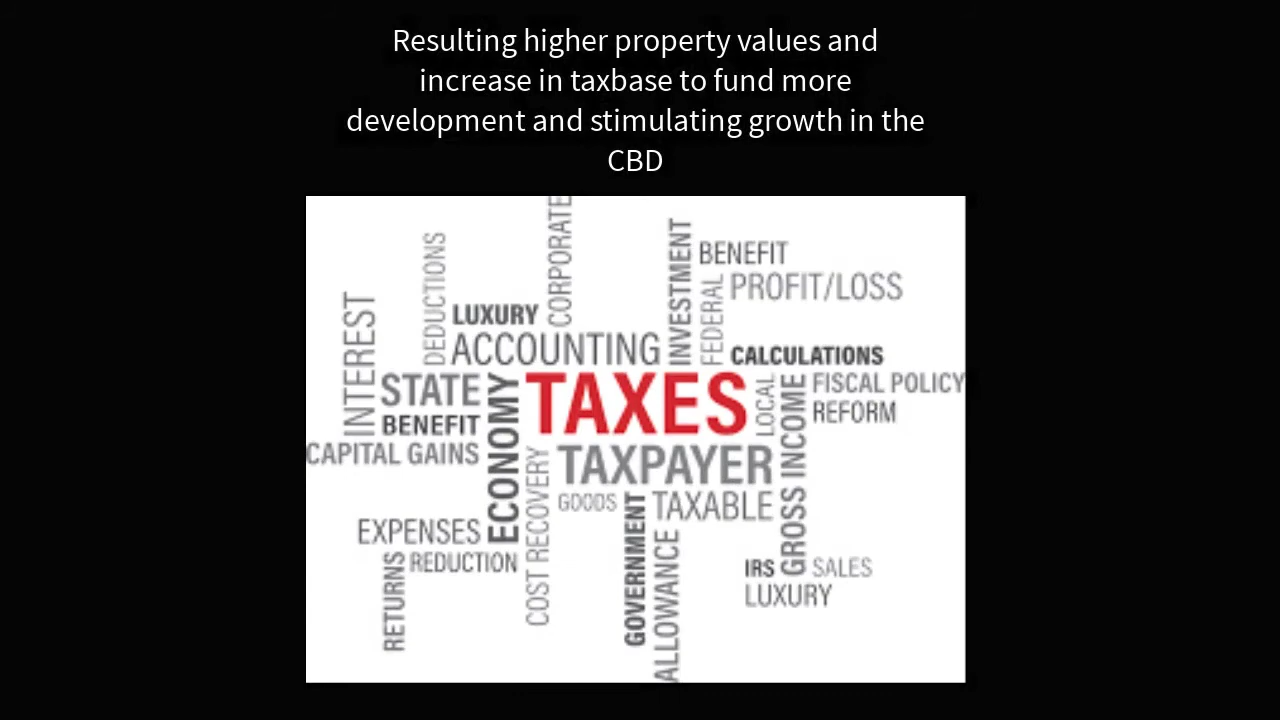 Resulting higher property values and
increase in taxbase to fund more
development and stimulating growth in the
CBD
CORPORATE
DEDUCTIONS
INVESTMENT
BENEFIT
FEDERAL
PROFIT/LOSS
INTEREST
LUXURY
ACCOUNTING
CALCULATIONS
STATE
ECONOMY
TAXES
LOCAL
GROSS INCOME
FISCAL POLICY
BENEFIT
REFORM
CAPITAL GAINS
COST RECOVERY
TAXPAYER
GOODS
GOVERNMENT
TAXABLE
EXPENSES
ALLOWANCE
RETURNS
REDUCTION
IRS
SALES
LUXURY